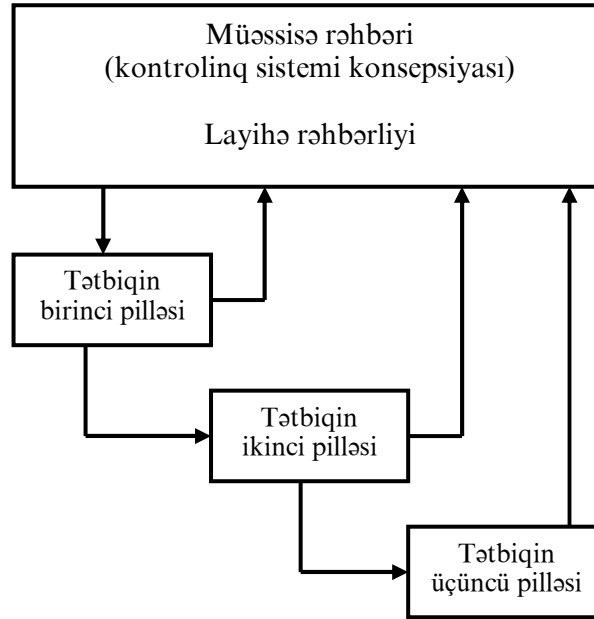 Müəssisə rəhbəri
(kontrolinq sistemi konsepsiyası)
Layihə rəhbərliyi
Tətbiqin
birinci pilləsi
Tətbiqin
ikinci pilləsi
Tətbiqin
üçüncü pilləsi